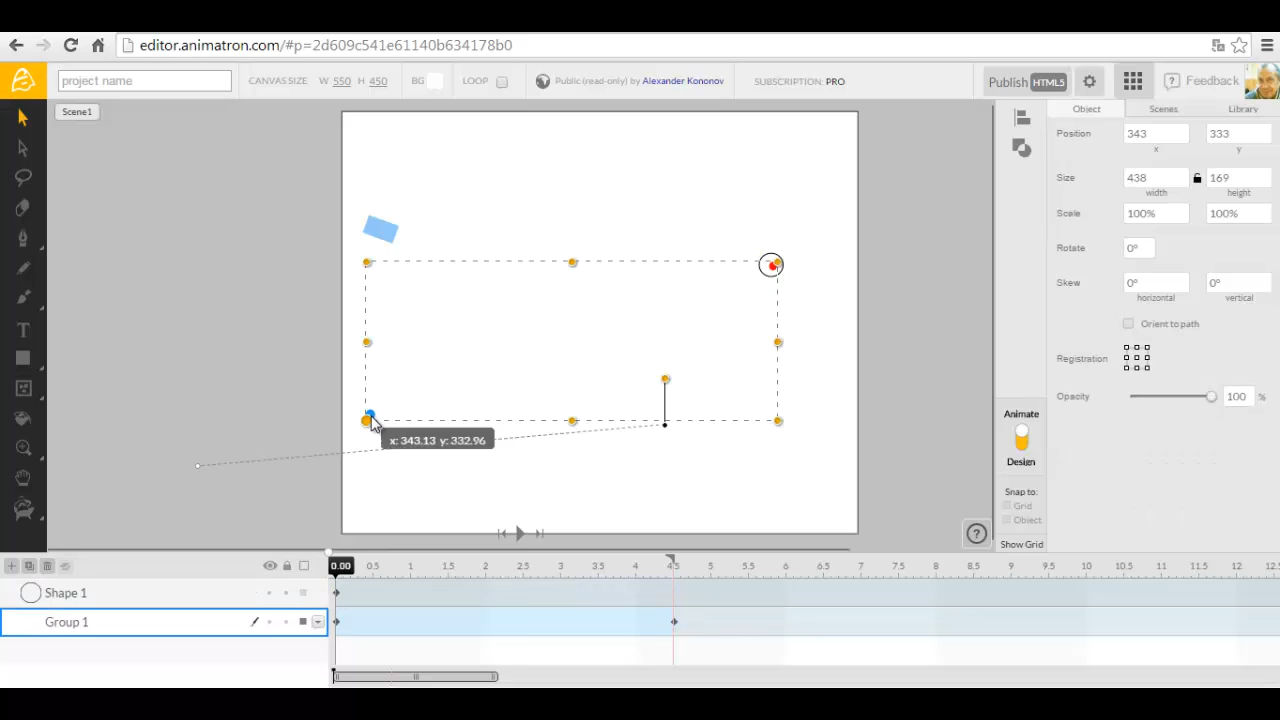 editor.animatron.com/#p=2d609c541e61140b634178b0
project name
CANVAS SIZE W 550 H 450
BG
LOOP
Public (read-only) by Alexander Kononov
SUBSCRIPTION: PRO
Publish HTML5
Feedback
Scene1
Object Scenes Library
Position 343 333
x y
Size 438 169
width height
Scale 100% 100%
Rotate 0°
Skew 0° 0°
horizontal vertical
Orient to path
Registration
Opacity 100 %
x: 343.13 y: 332.96
Animate
Design
Snap to:
Grid
Object
Show Grid
?
0.00 0.5 1 1.5 2 2.5 3 3.5 4 4.5 5 5.5 6 6.5 7 7.5 8 8.5 9 9.5 10 10.5 11 11.5 12 12.5
Shape 1
Group 1